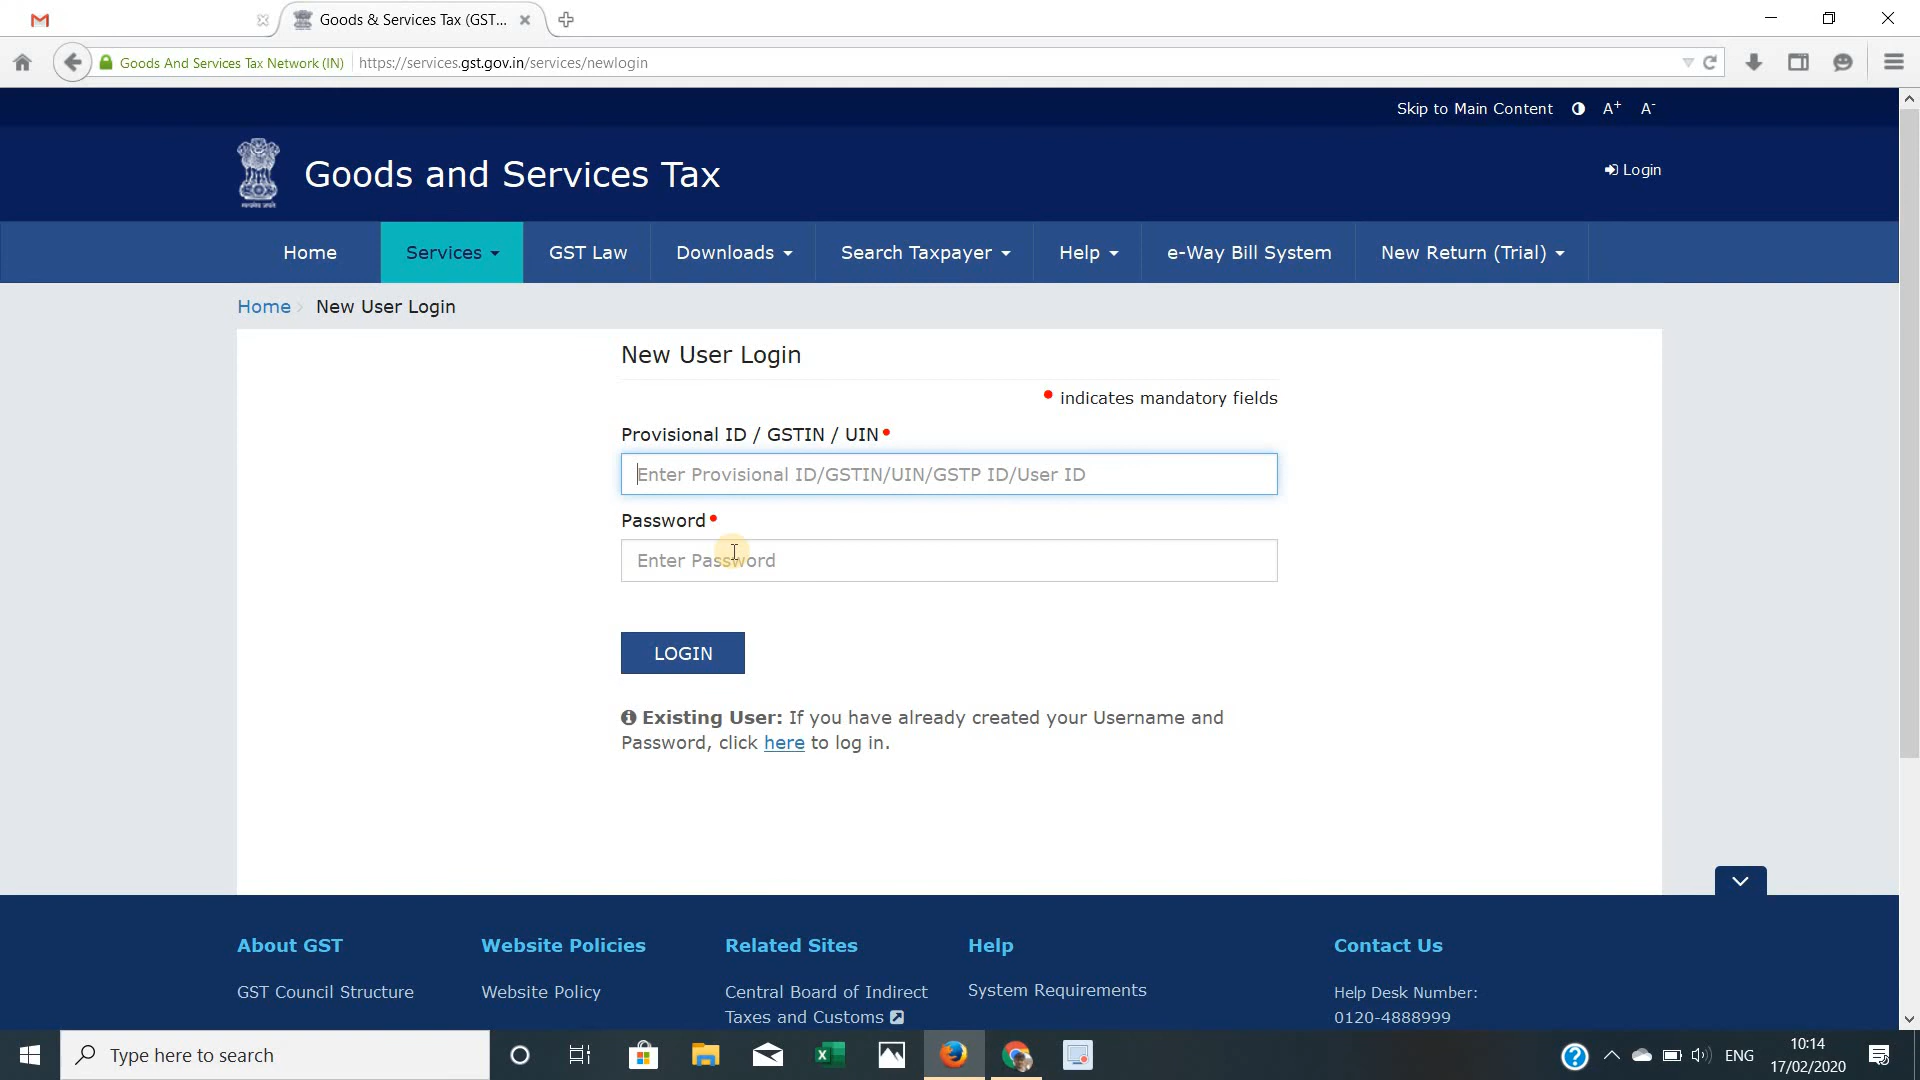 Goods & Services Tax (GST...
Goods And Services Tax Network (IN)
https://services.gst.gov.in/services/newlogin
Skip to Main Content A+ A-
Goods and Services Tax
Login
Home Services GST Law Downloads Search Taxpayer Help e-Way Bill System New Return (Trial)
Home New User Login
New User Login
• indicates mandatory fields
Provisional ID / GSTIN / UIN•
Enter Provisional ID/GSTIN/UIN/GSTP ID/User ID
Password•
Enter Password
LOGIN
Existing User: If you have already created your Username and
Password, click here to log in.
About GST Website Policies Related Sites Help Contact Us
GST Council Structure Website Policy Central Board of Indirect System Requirements Help Desk Number:
Taxes and Customs 0120-4888999
Type here to search
ENG
10:14
17/02/2020